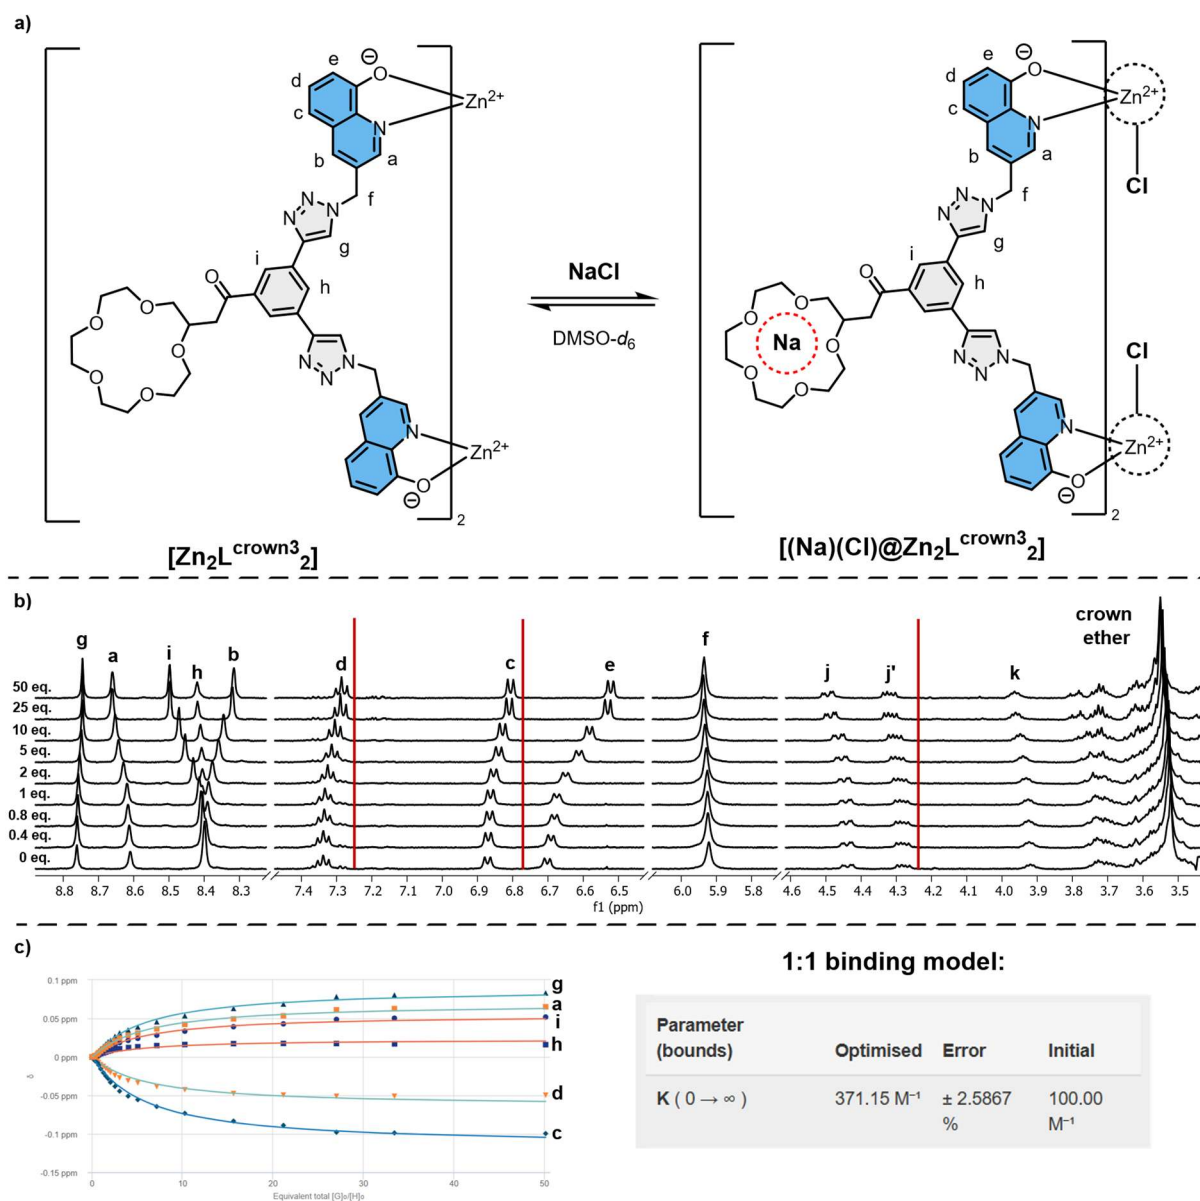 a)
e
d
c
b
a
f
g
i
h
O
N
N
N
N
O
O
O
O
O
O
N
N
N
N
O
⊖
⊖
Zn²⁺
Zn²⁺
2
[Zn₂Lᶜʳᵒʷⁿ³₂]
NaCl
DMSO-d₆
e
d
c
b
a
f
g
i
h
O
N
N
N
N
O
O
O
O
O
O
Na
N
N
N
N
O
⊖
⊖
Zn²⁺
Cl
Cl
Zn²⁺
2
[(Na)(Cl)@Zn₂Lᶜʳᵒʷⁿ³₂]
b)
g a i h b d c e f j j' k crown
ether
50 eq.
25 eq.
10 eq.
5 eq.
2 eq.
1 eq.
0.8 eq.
0.4 eq.
0 eq.
8.8 8.7 8.6 8.5 8.4 8.3 7.4 7.3 7.2 7.1 7.0 6.9 6.8 6.7 6.6 6.5 6.0 5.9 5.8 4.6 4.5 4.4 4.3 4.2 4.1 4.0 3.9 3.8 3.7 3.6 3.5
f1 (ppm)
c)
0.1 ppm
0.05 ppm
0 ppm
-0.05 ppm
-0.1 ppm
-0.15 ppm
δ
g
a
i
h
d
c
0 10 20 30 40 50
Equivalent total [G]₀/[H]₀
1:1 binding model:
Parameter
(bounds) Optimised Error Initial
K ( 0 → ∞ ) 371.15 M⁻¹ ± 2.5867 100.00
% M⁻¹